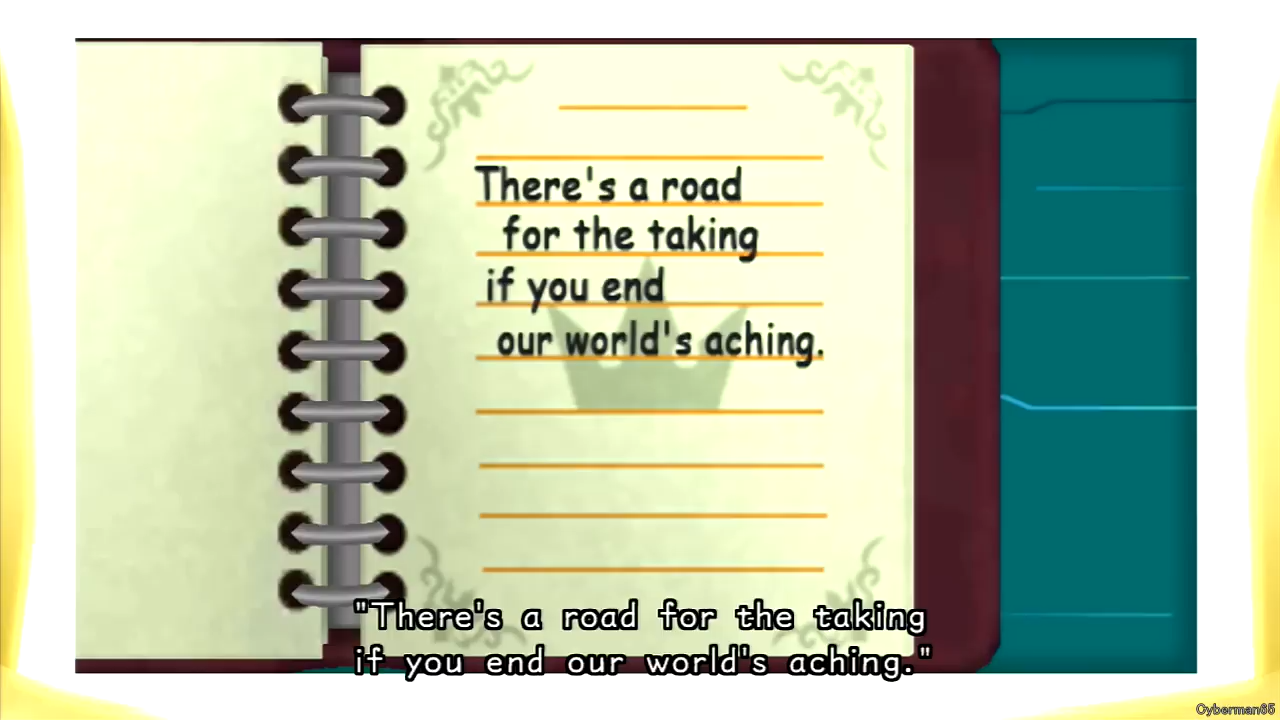 There's a road
for the taking
if you end
our world's aching.
"There's a road for the taking
if you end our world's aching."
Cyberman65